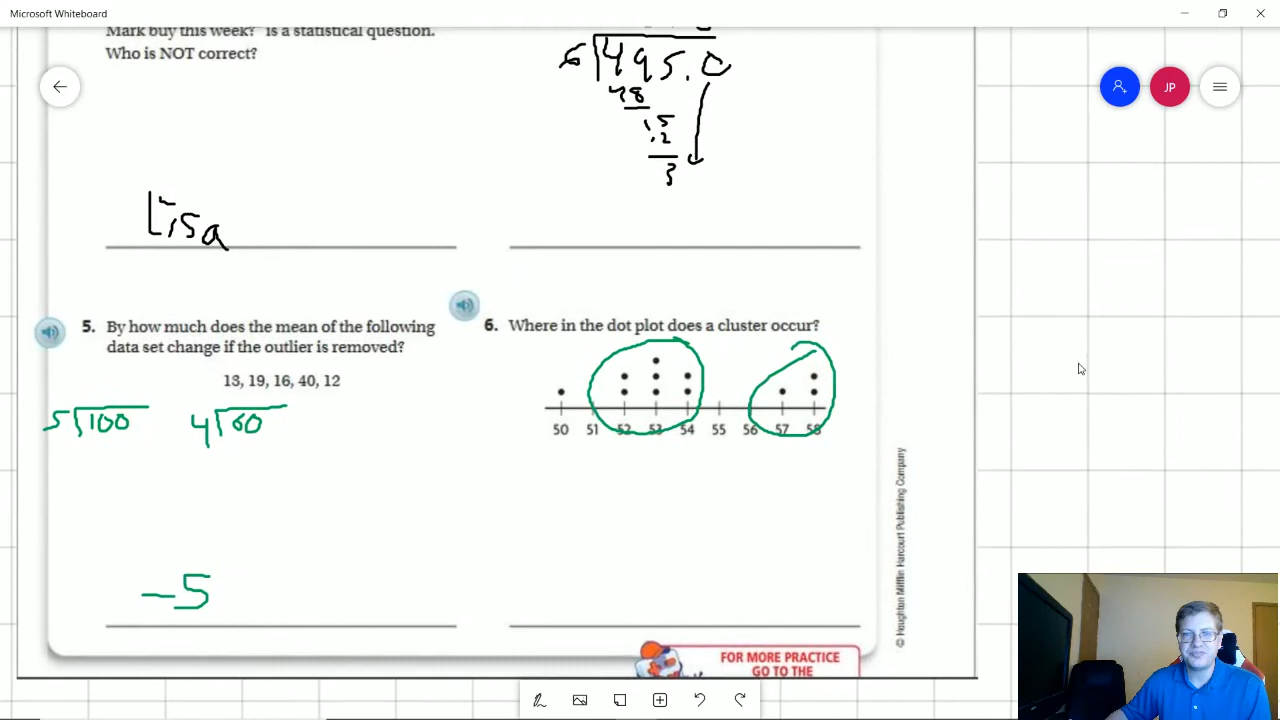 Microsoft Whiteboard
Mark buy this week?" is a statistical question.
Who is NOT correct?
6 495.0
48
15
12
3
JP
Lisa
5. By how much does the mean of the following
data set change if the outlier is removed?
13, 19, 16, 40, 12
5 100 4 60
-5
6. Where in the dot plot does a cluster occur?
50 51 52 53 54 55 56 57 58
© Houghton Mifflin Harcourt Publishing Company
FOR MORE PRACTICE
GO TO THE